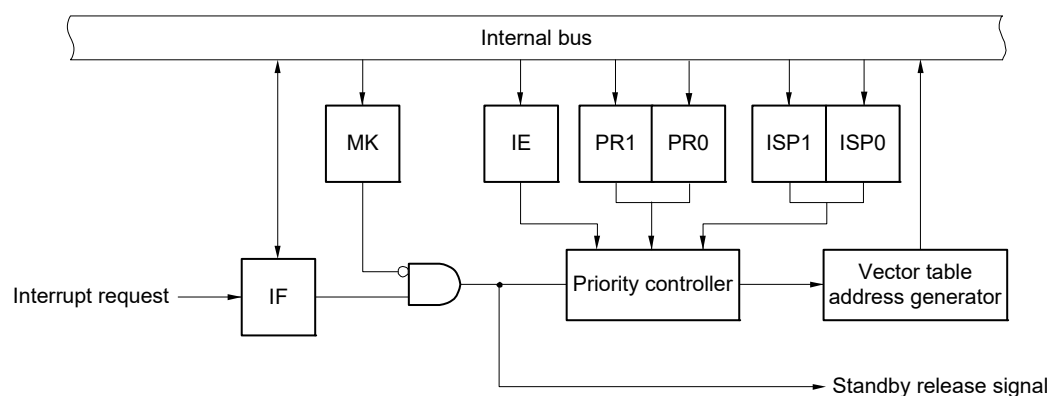 Internal bus
MK
IE
PR1
PR0
ISP1
ISP0
Interrupt request
IF
Priority controller
Vector table
address generator
Standby release signal